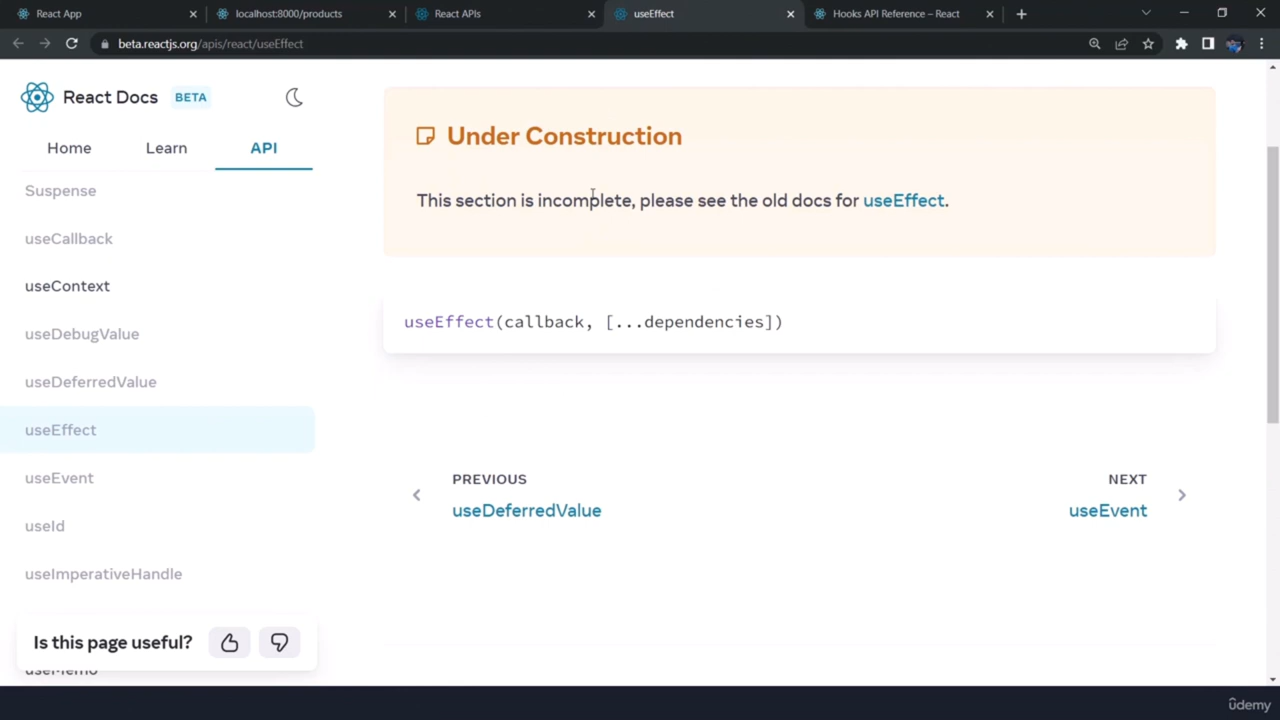 React App
localhost:8000/products
React APIs
useEffect
Hooks API Reference – React
beta.reactjs.org/apis/react/useEffect
React Docs BETA
Home
Learn
API
Suspense
useCallback
useContext
useDebugValue
useDeferredValue
useEffect
useEvent
useId
useImperativeHandle
useMemo
Is this page useful?
Under Construction
This section is incomplete, please see the old docs for useEffect.
useEffect(callback, [...dependencies])
PREVIOUS
useDeferredValue
NEXT
useEvent
ûdemy